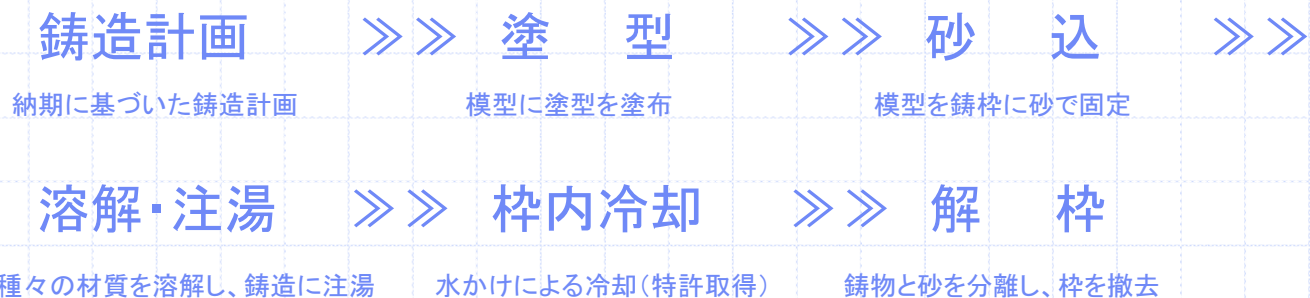 鋳造計画 ≫≫ 塗 型 ≫≫ 砂 込 ≫≫
納期に基づいた鋳造計画 模型に塗型を塗布 模型を鋳枠に砂で固定
溶解・注湯 ≫≫ 枠内冷却 ≫≫ 解 枠
種々の材質を溶解し、鋳造に注湯 水かけによる冷却（特許取得） 鋳物と砂を分離し、枠を撤去